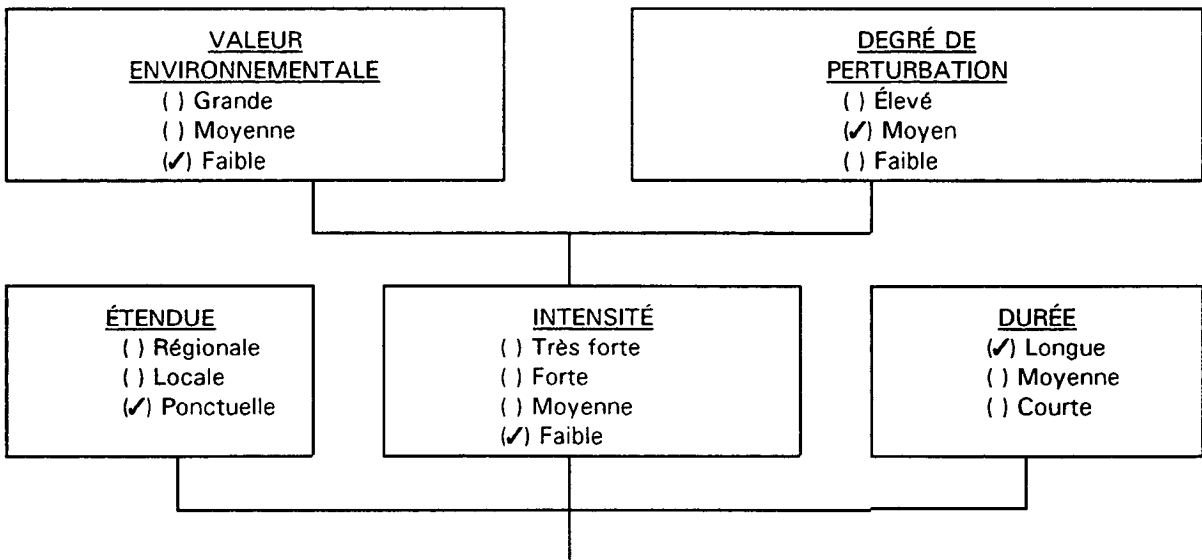 VALEUR
ENVIRONNEMENTALE
( ) Grande
( ) Moyenne
(✓) Faible
DEGRÉ DE
PERTURBATION
( ) Élevé
(✓) Moyen
( ) Faible
ÉTENDUE
( ) Régionale
( ) Locale
(✓) Ponctuelle
INTENSITÉ
( ) Très forte
( ) Forte
( ) Moyenne
(✓) Faible
DURÉE
(✓) Longue
( ) Moyenne
( ) Courte